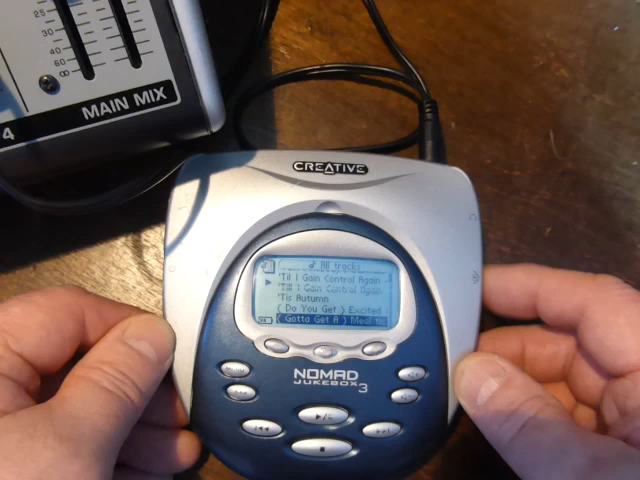 25
30
40
60
∞
MAIN MIX
4
CREATIVE
All tracks
'Til I Gain Control Again
'Till I Gain Control Again
'Tis Autumn
( Do You Get ) Excited
( Gotta Get A ) Meal
NOMAD
JUKEBOX 3